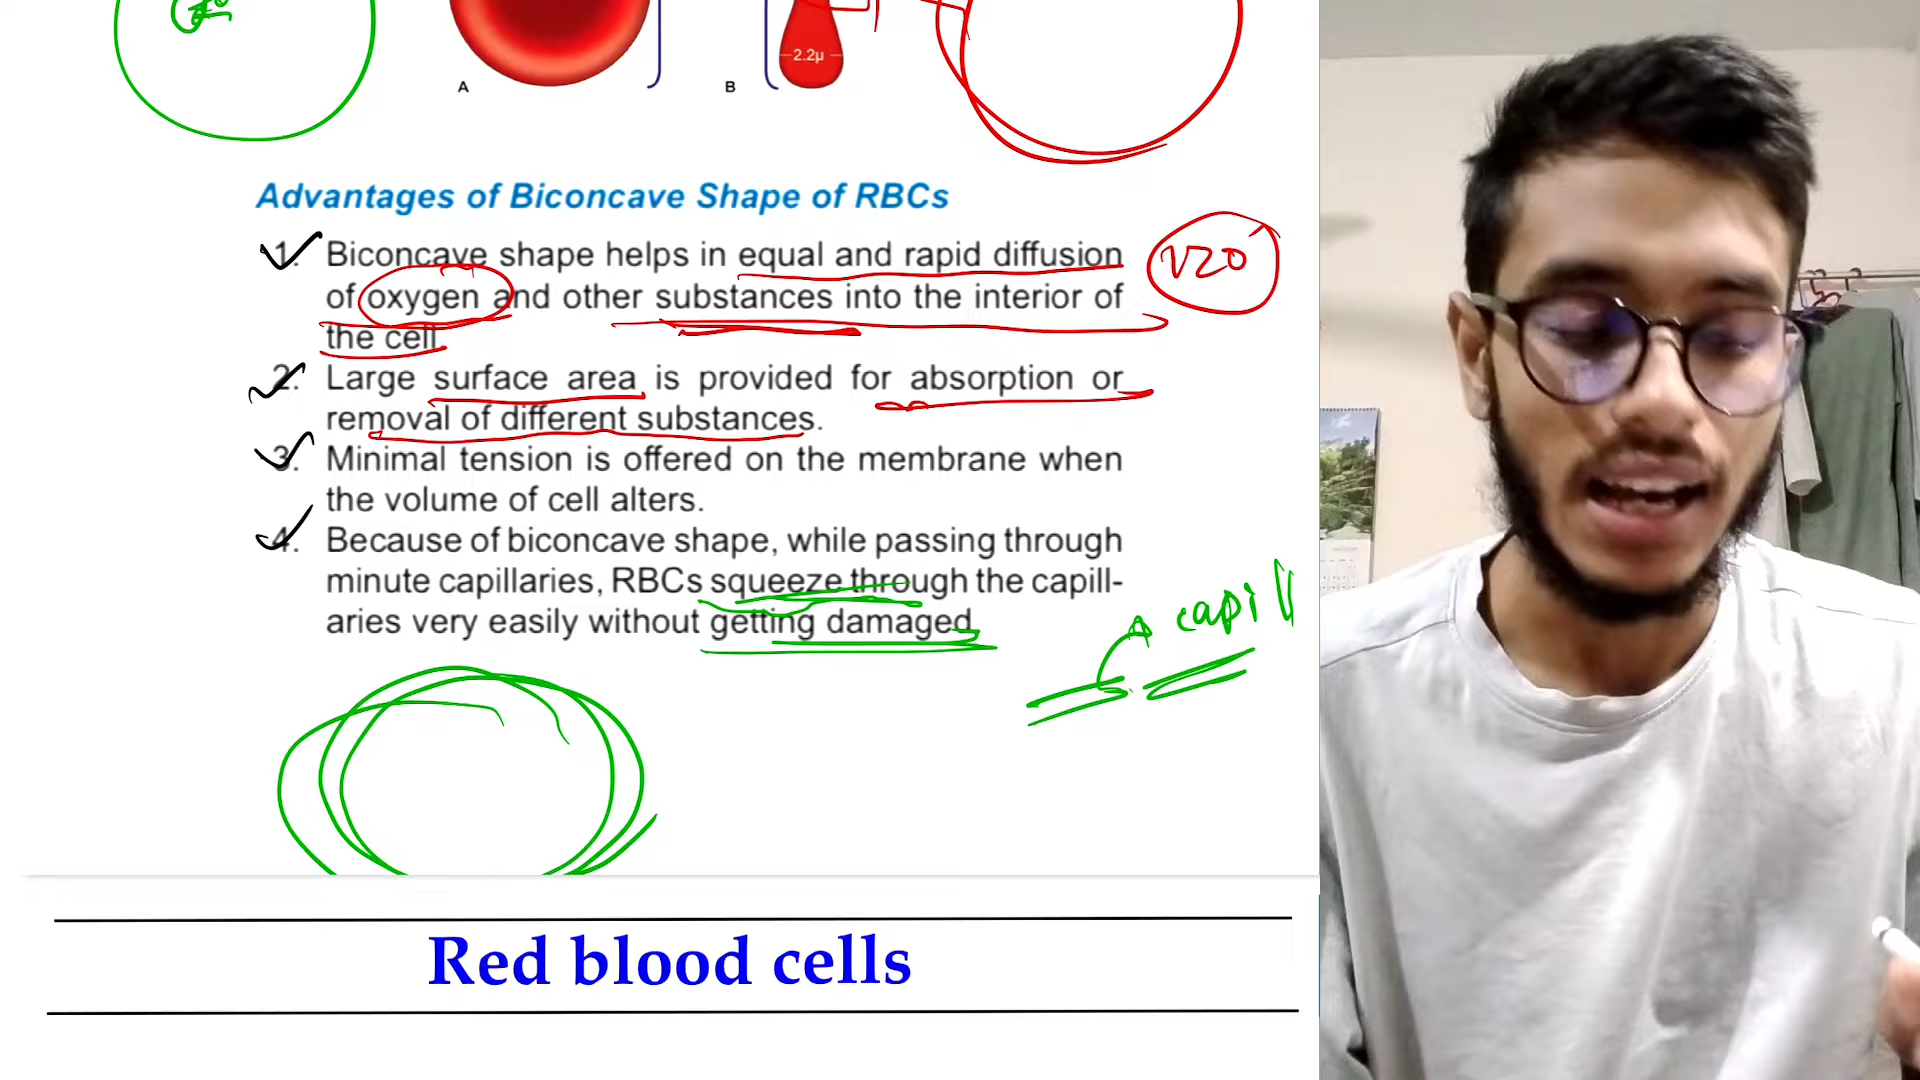 2.2μ
A
B
Advantages of Biconcave Shape of RBCs
1. Biconcave shape helps in equal and rapid diffusion
of oxygen and other substances into the interior of
the cell.
2. Large surface area is provided for absorption or
removal of different substances.
3. Minimal tension is offered on the membrane when
the volume of cell alters.
4. Because of biconcave shape, while passing through
minute capillaries, RBCs squeeze through the capill-
aries very easily without getting damaged
capill
Red blood cells